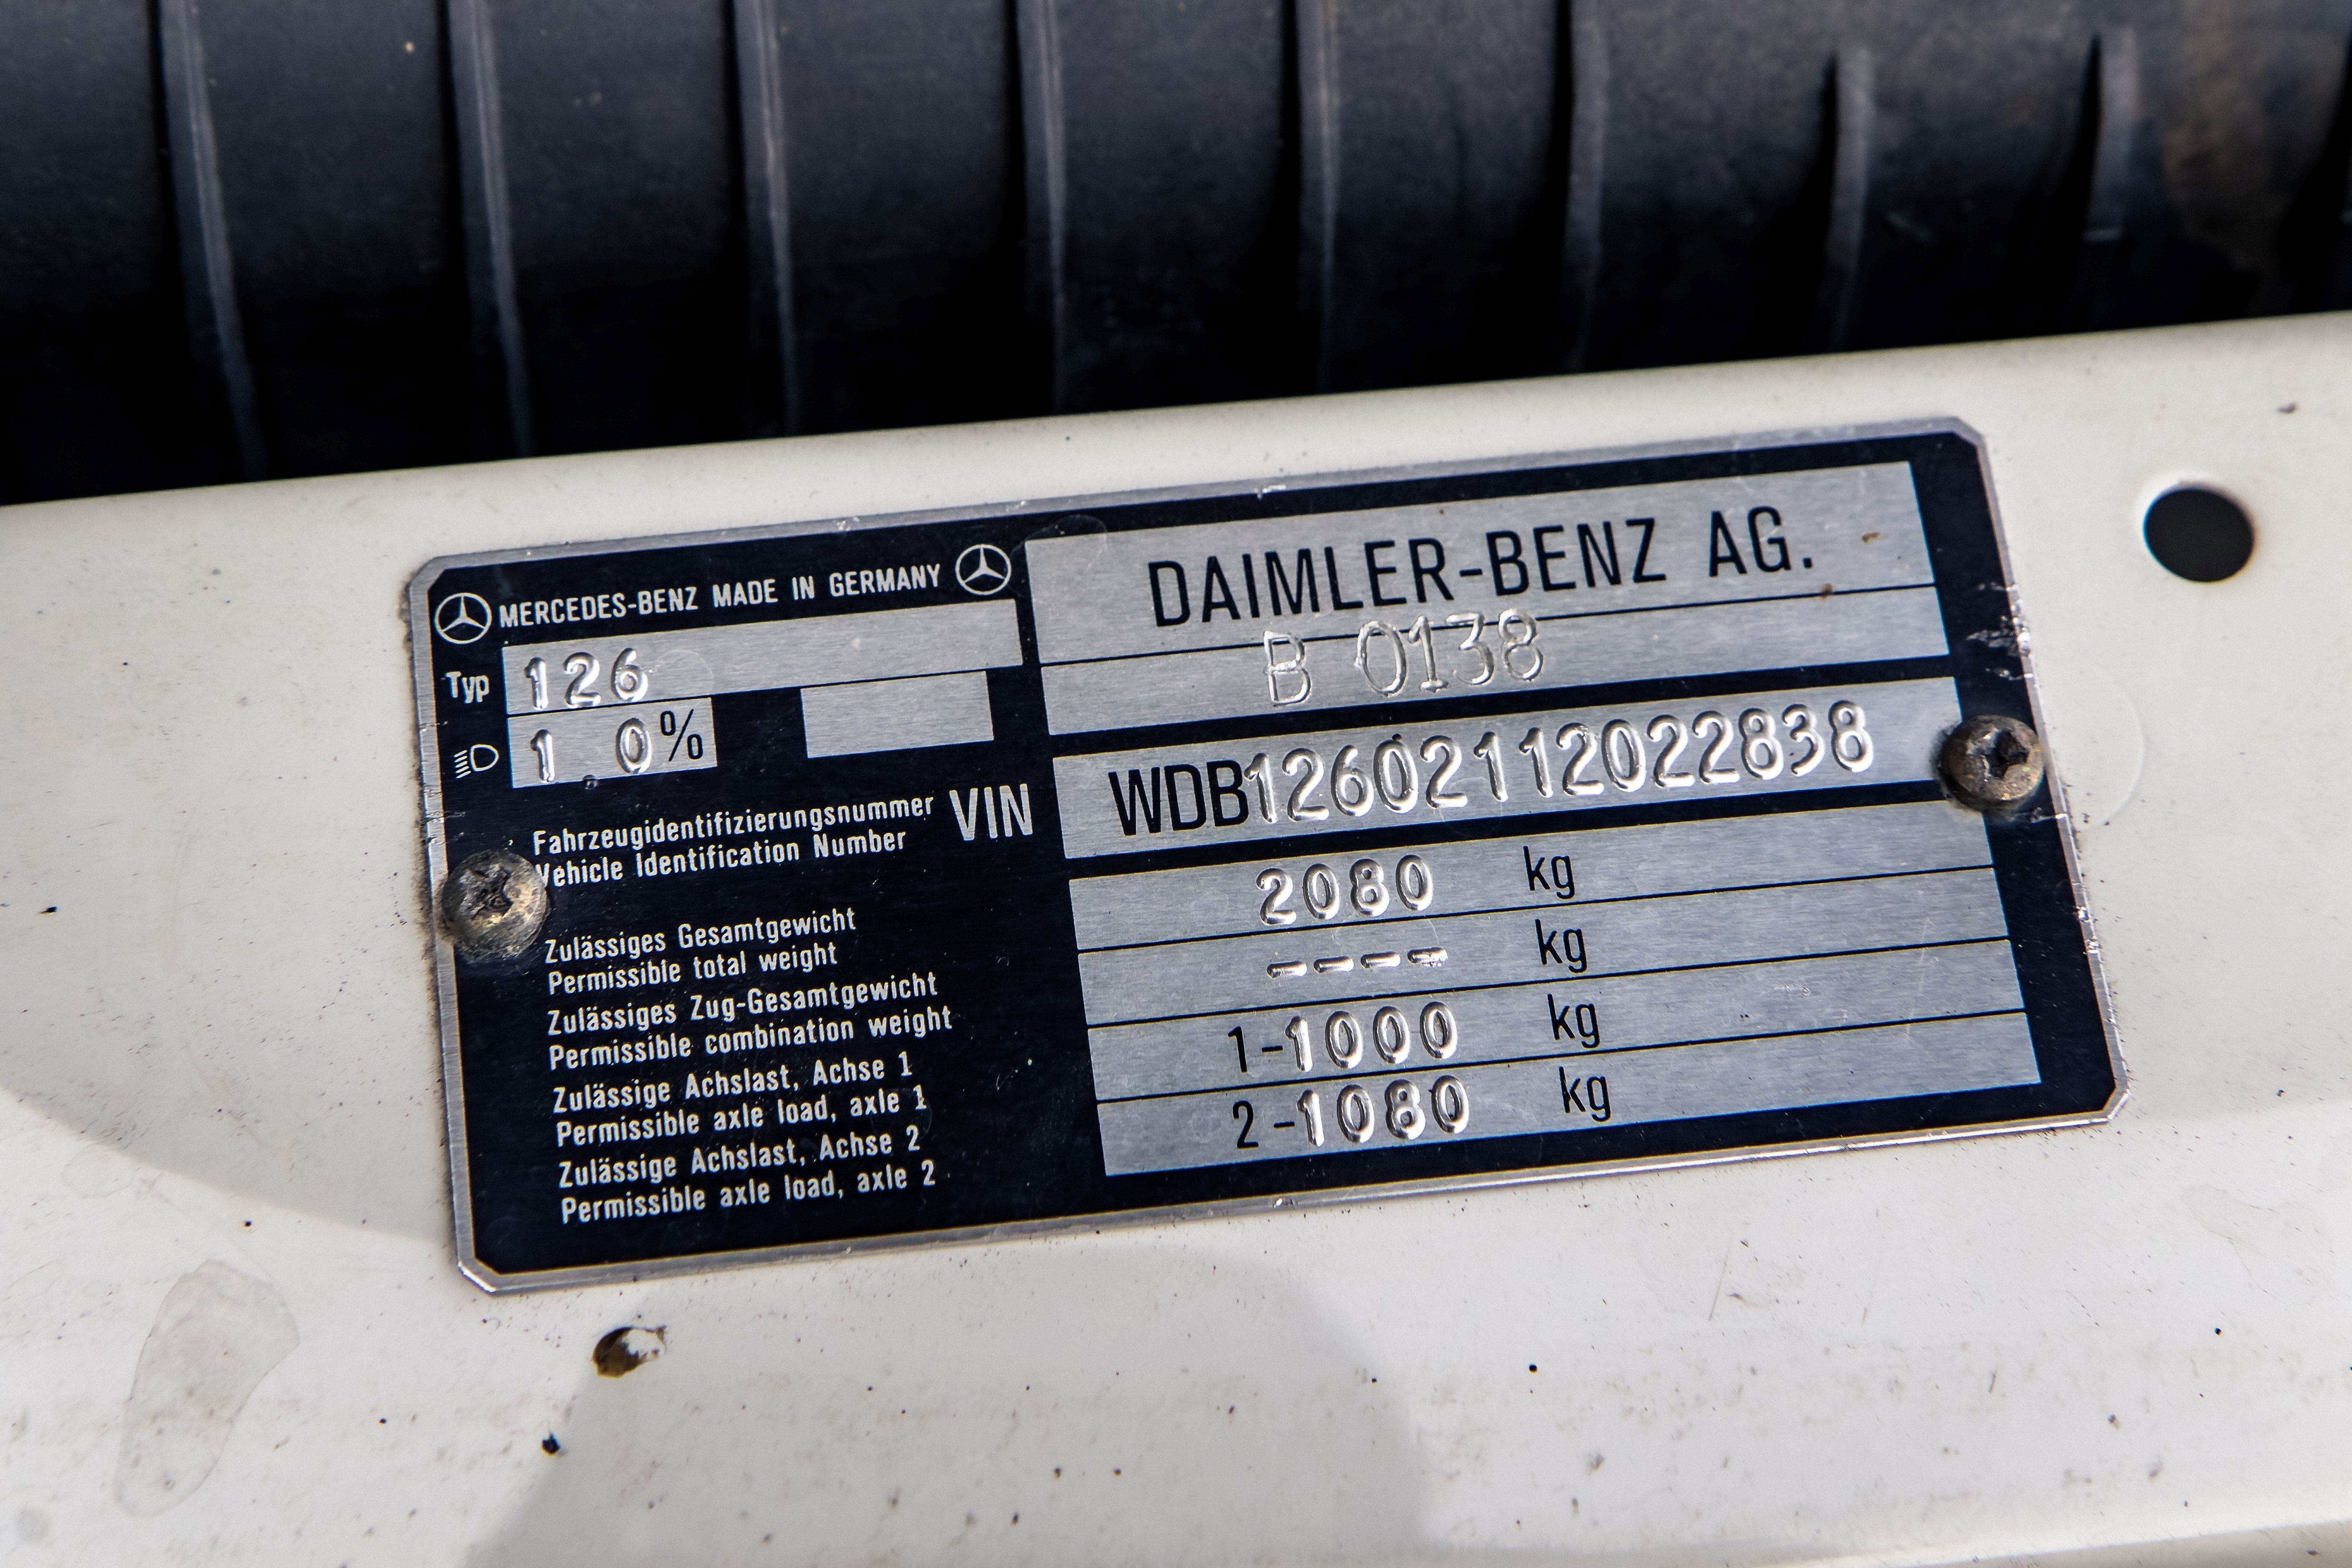 MERCEDES-BENZ MADE IN GERMANY
DAIMLER-BENZ AG.
Typ 126
B 0138
1.0%
Fahrzeugidentifizierungsnummer
Vehicle Identification Number
VIN WDB12602112022838
Zulässiges Gesamtgewicht
Permissible total weight
2080 kg
Zulässiges Zug-Gesamtgewicht
Permissible combination weight
---- kg
Zulässige Achslast, Achse 1
Permissible axle load, axle 1
1-1000 kg
Zulässige Achslast, Achse 2
Permissible axle load, axle 2
2-1080 kg